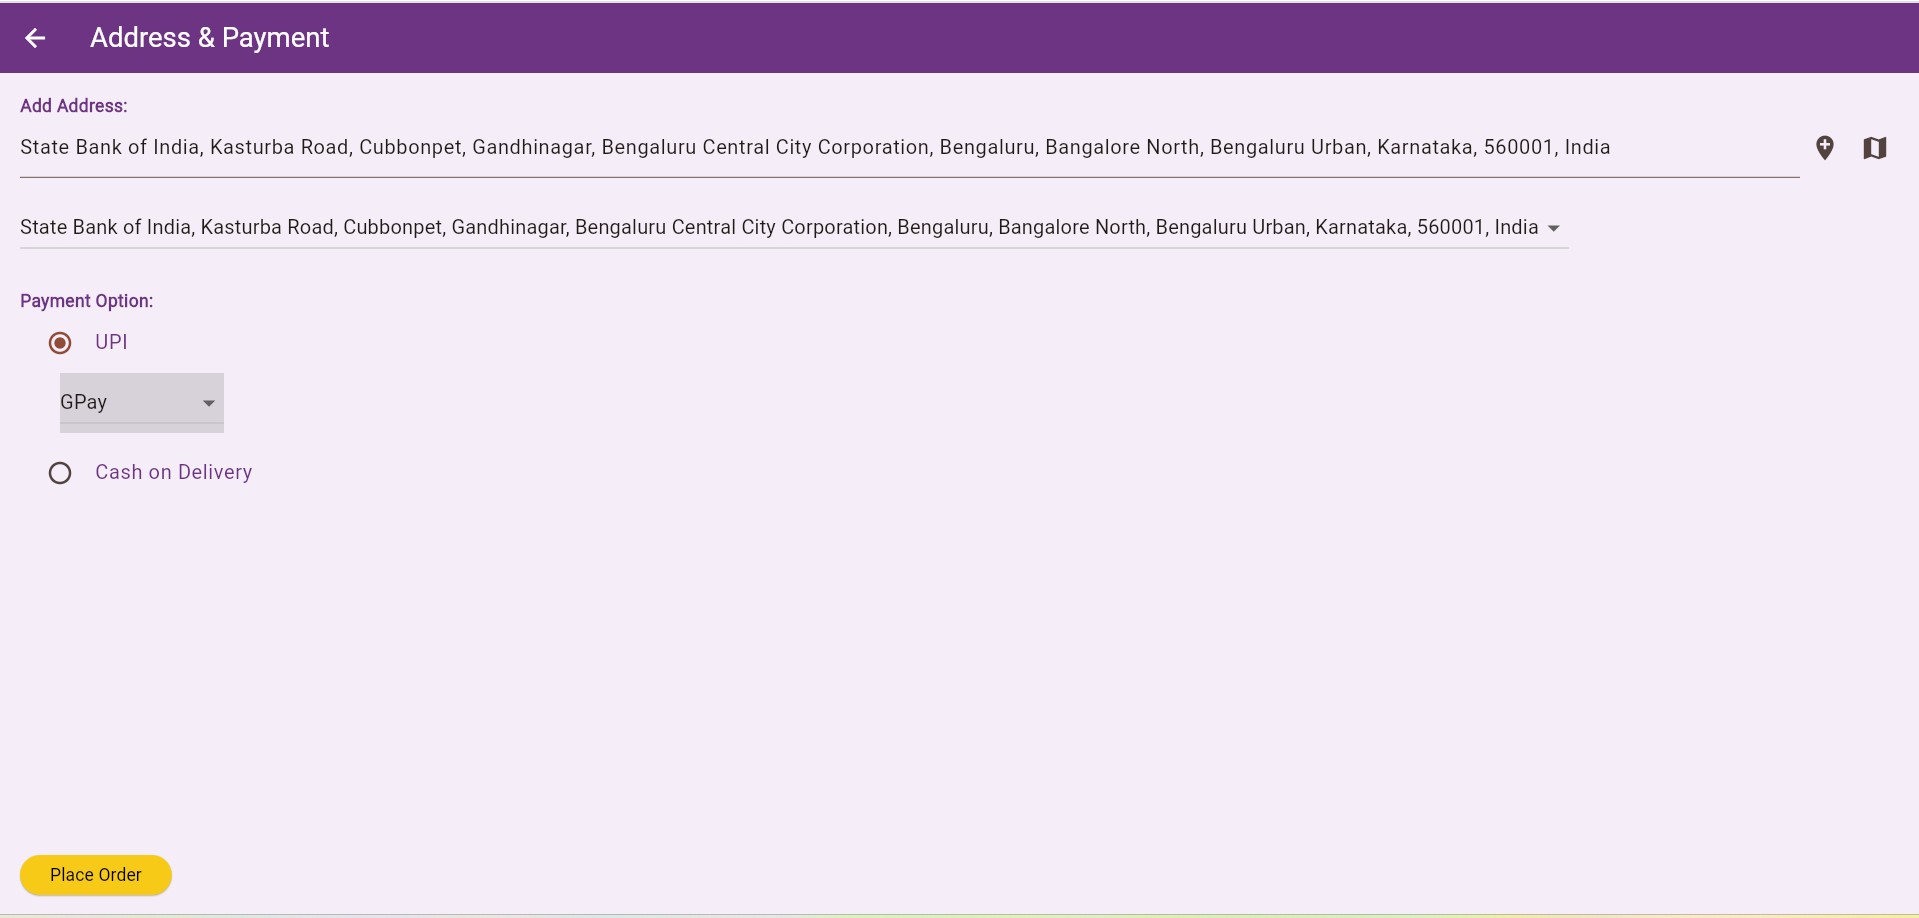 Address & Payment
Add Address:
State Bank of India, Kasturba Road, Cubbonpet, Gandhinagar, Bengaluru Central City Corporation, Bengaluru, Bangalore North, Bengaluru Urban, Karnataka, 560001, India
State Bank of India, Kasturba Road, Cubbonpet, Gandhinagar, Bengaluru Central City Corporation, Bengaluru, Bangalore North, Bengaluru Urban, Karnataka, 560001, India
Payment Option:
UPI
GPay
Cash on Delivery
Place Order